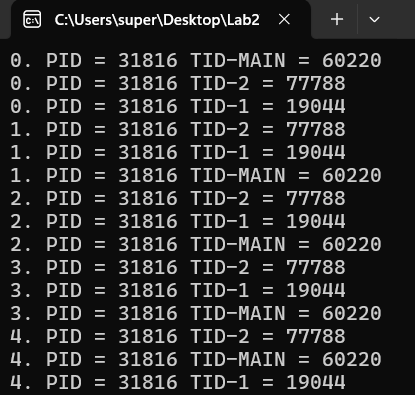 C:\Users\super\Desktop\Lab2
0. PID = 31816 TID-MAIN = 60220
0. PID = 31816 TID-2 = 77788
0. PID = 31816 TID-1 = 19044
1. PID = 31816 TID-2 = 77788
1. PID = 31816 TID-1 = 19044
1. PID = 31816 TID-MAIN = 60220
2. PID = 31816 TID-2 = 77788
2. PID = 31816 TID-1 = 19044
2. PID = 31816 TID-MAIN = 60220
3. PID = 31816 TID-2 = 77788
3. PID = 31816 TID-1 = 19044
3. PID = 31816 TID-MAIN = 60220
4. PID = 31816 TID-2 = 77788
4. PID = 31816 TID-MAIN = 60220
4. PID = 31816 TID-1 = 19044